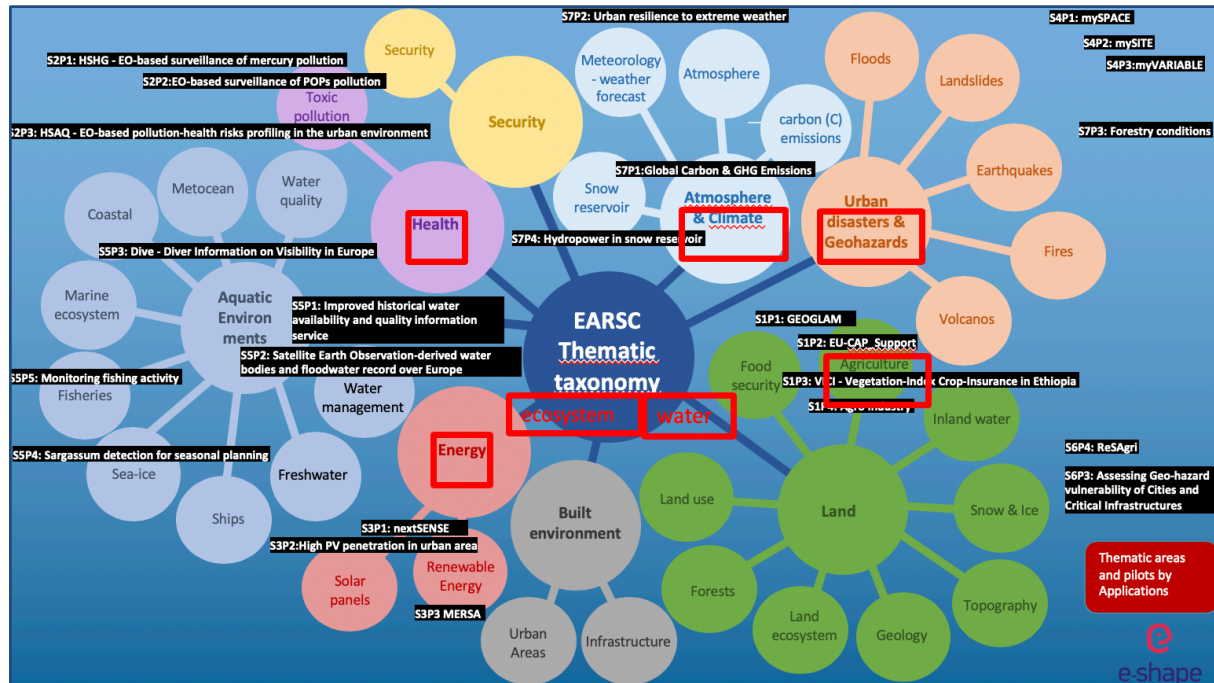 S7P2: Urban resilience to extreme weather
S4P1: mySPACE
S4P2: mySITE
S4P3:myVARIABLE
S2P1: HSHG - EO-based surveillance of mercury pollution
S2P2:EO-based surveillance of POPs pollution
S2P3: HSAQ - EO-based pollution-health risks profiling in the urban environment
Security
Security
Toxic
pollution
Health
Meteorology
- weather
forecast
Atmosphere
carbon (C)
emissions
S7P1:Global Carbon & GHG Emissions
Snow
reservoir
Atmosphere
& Climate
S7P4: Hydropower in snow reservoir
Floods
Landslides
S7P3: Forestry conditions
Earthquakes
Urban
disasters &
Geohazards
Fires
Volcanos
Metocean
Water
quality
Coastal
S5P3: Dive - Diver Information on Visibility in Europe
Marine
ecosystem
Aquatic
Environ
ments
S5P1: Improved historical water
availability and quality information
service
S5P2: Satellite Earth Observation-derived water
bodies and floodwater record over Europe
S5P5: Monitoring fishing activity
Fisheries
Water
management
S5P4: Sargassum detection for seasonal planning
Sea-ice
Ships
Freshwater
EARSC
Thematic
taxonomy
ecosystem
water
Energy
S3P1: nextSENSE
S3P2:High PV penetration in urban area
Solar
panels
Renewable
Energy
S3P3 MERSA
Built
environment
Urban
Areas
Infrastructure
S1P1: GEOGLAM
S1P2: EU-CAP_Support
Food
security
Agriculture
S1P3: VICI - Vegetation-Index Crop-Insurance in Ethiopia
S1P4: Agro industry
Inland water
Land use
Land
Snow & Ice
Forests
Land
ecosystem
Geology
Topography
S6P4: ReSAgri
S6P3: Assessing Geo-hazard
vulnerability of Cities and
Critical Infrastructures
Thematic areas
and pilots by
Applications
e-shape